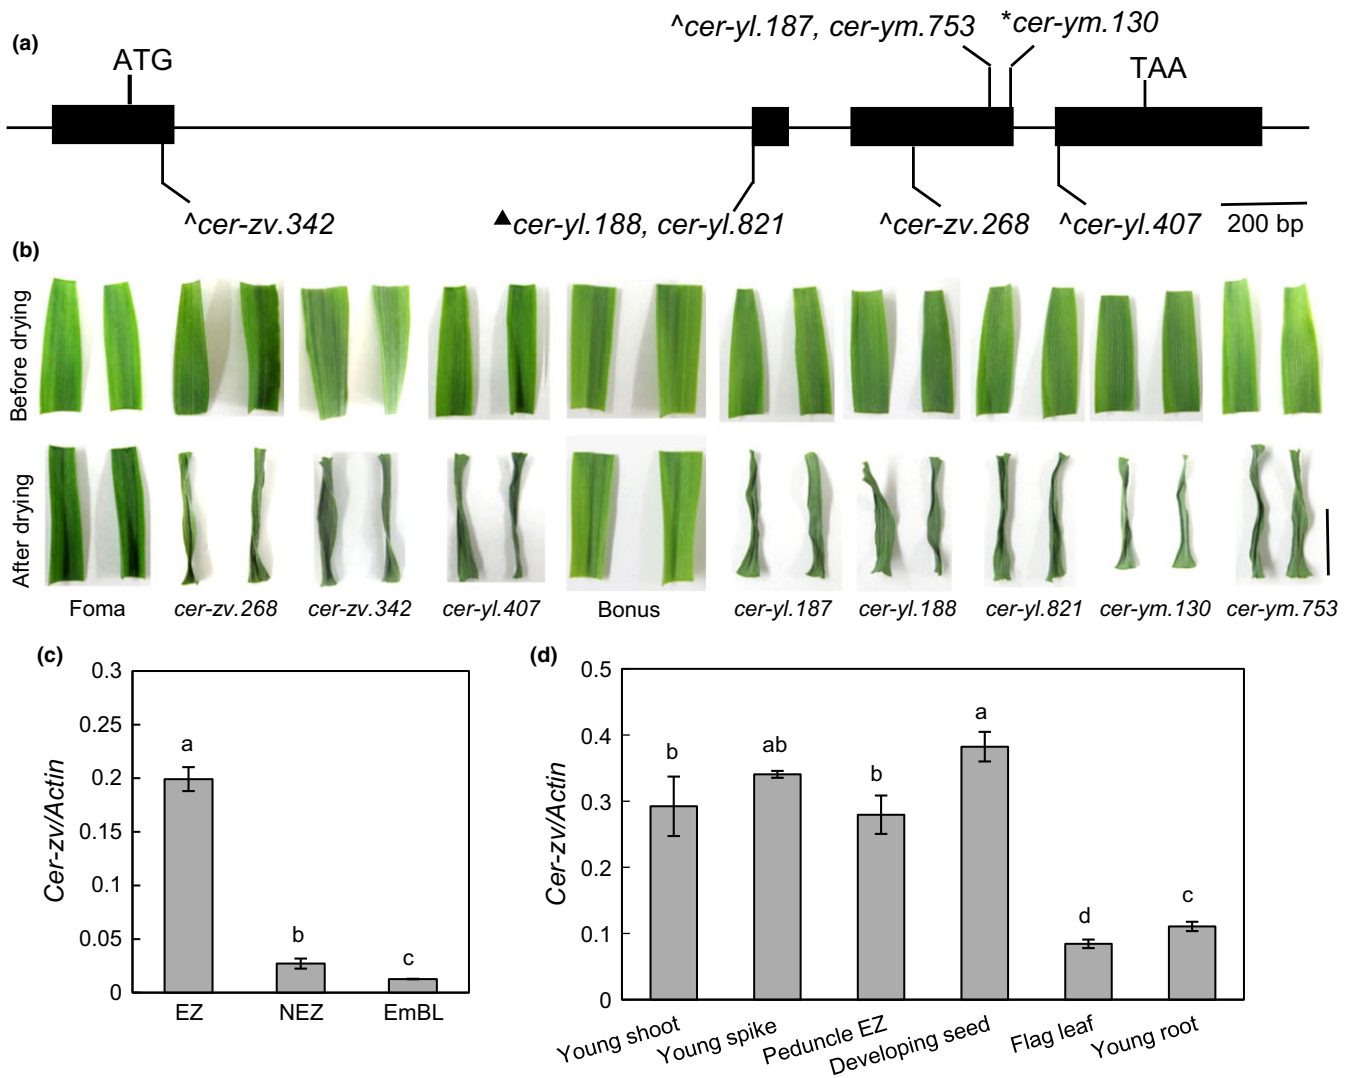 (a)
^cer-yl.187, cer-ym.753 *cer-ym.130
ATG
TAA
^cer-zv.342
▲cer-yl.188, cer-yl.821
^cer-zv.268
^cer-yl.407
200 bp
(b)
Before drying
After drying
Foma cer-zv.268 cer-zv.342 cer-yl.407 Bonus cer-yl.187 cer-yl.188 cer-yl.821 cer-ym.130 cer-ym.753
(c)
Cer-zv/Actin
0.3
0.25
0.2
0.15
0.1
0.05
0
a
b
c
EZ NEZ EmBL
(d)
Cer-zv/Actin
0.5
0.4
0.3
0.2
0.1
0
b
ab
b
a
d
c
Young shoot
Young spike
Peduncle EZ
Developing seed
Flag leaf
Young root